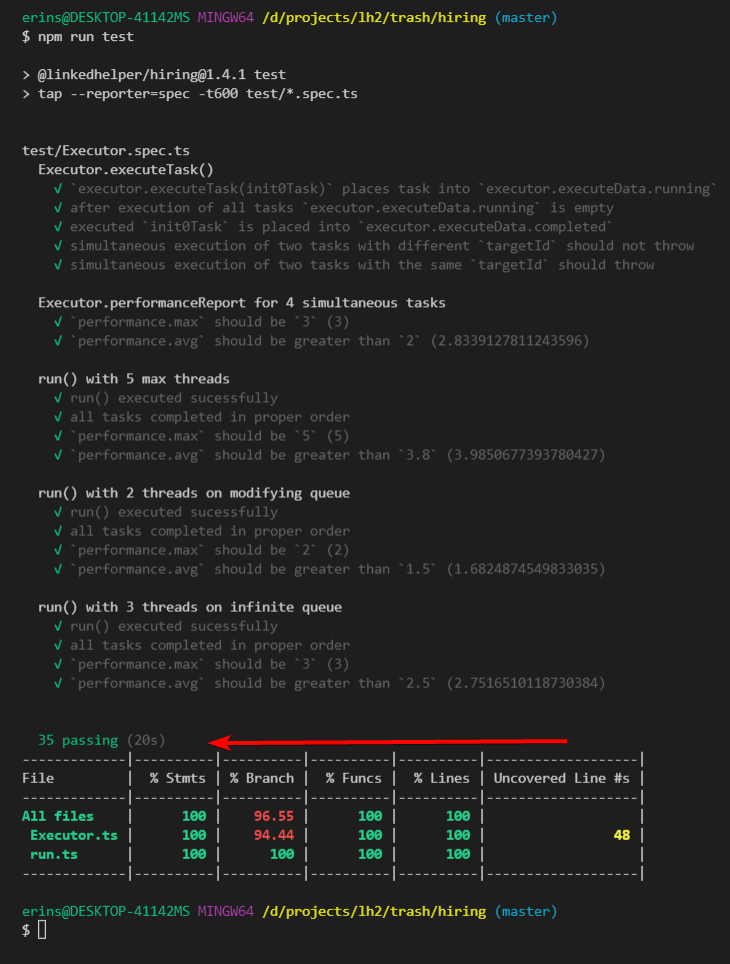 erins@DESKTOP-41142MS MINGW64 /d/projects/lh2/trash/hiring (master)
$ npm run test
> @linkedhelper/hiring@1.4.1 test
> tap --reporter=spec -t600 test/*.spec.ts
test/Executor.spec.ts
Executor.executeTask()
√ `executor.executeTask(init0Task)` places task into `executor.executeData.running`
√ after execution of all tasks `executor.executeData.running` is empty
√ executed `init0Task` is placed into `executor.executeData.completed`
√ simultaneous execution of two tasks with different `targetId` should not throw
√ simultaneous execution of two tasks with the same `targetId` should throw
Executor.performanceReport for 4 simultaneous tasks
√ `performance.max` should be `3` (3)
√ `performance.avg` should be greater than `2` (2.8339127811243596)
run() with 5 max threads
√ run() executed sucessfully
√ all tasks completed in proper order
√ `performance.max` should be `5` (5)
√ `performance.avg` should be greater than `3.8` (3.9850677393780427)
run() with 2 threads on modifying queue
√ run() executed sucessfully
√ all tasks completed in proper order
√ `performance.max` should be `2` (2)
√ `performance.avg` should be greater than `1.5` (1.6824874549833035)
run() with 3 threads on infinite queue
√ run() executed sucessfully
√ all tasks completed in proper order
√ `performance.max` should be `3` (3)
√ `performance.avg` should be greater than `2.5` (2.7516510118730384)
35 passing (20s)
-------------|----------|----------|----------|----------|-------------------|
File | % Stmts | % Branch | % Funcs | % Lines | Uncovered Line #s |
-------------|----------|----------|----------|----------|-------------------|
All files | 100 | 96.55 | 100 | 100 | |
Executor.ts | 100 | 94.44 | 100 | 100 | 48 |
run.ts | 100 | 100 | 100 | 100 | |
-------------|----------|----------|----------|----------|-------------------|
erins@DESKTOP-41142MS MINGW64 /d/projects/lh2/trash/hiring (master)
$